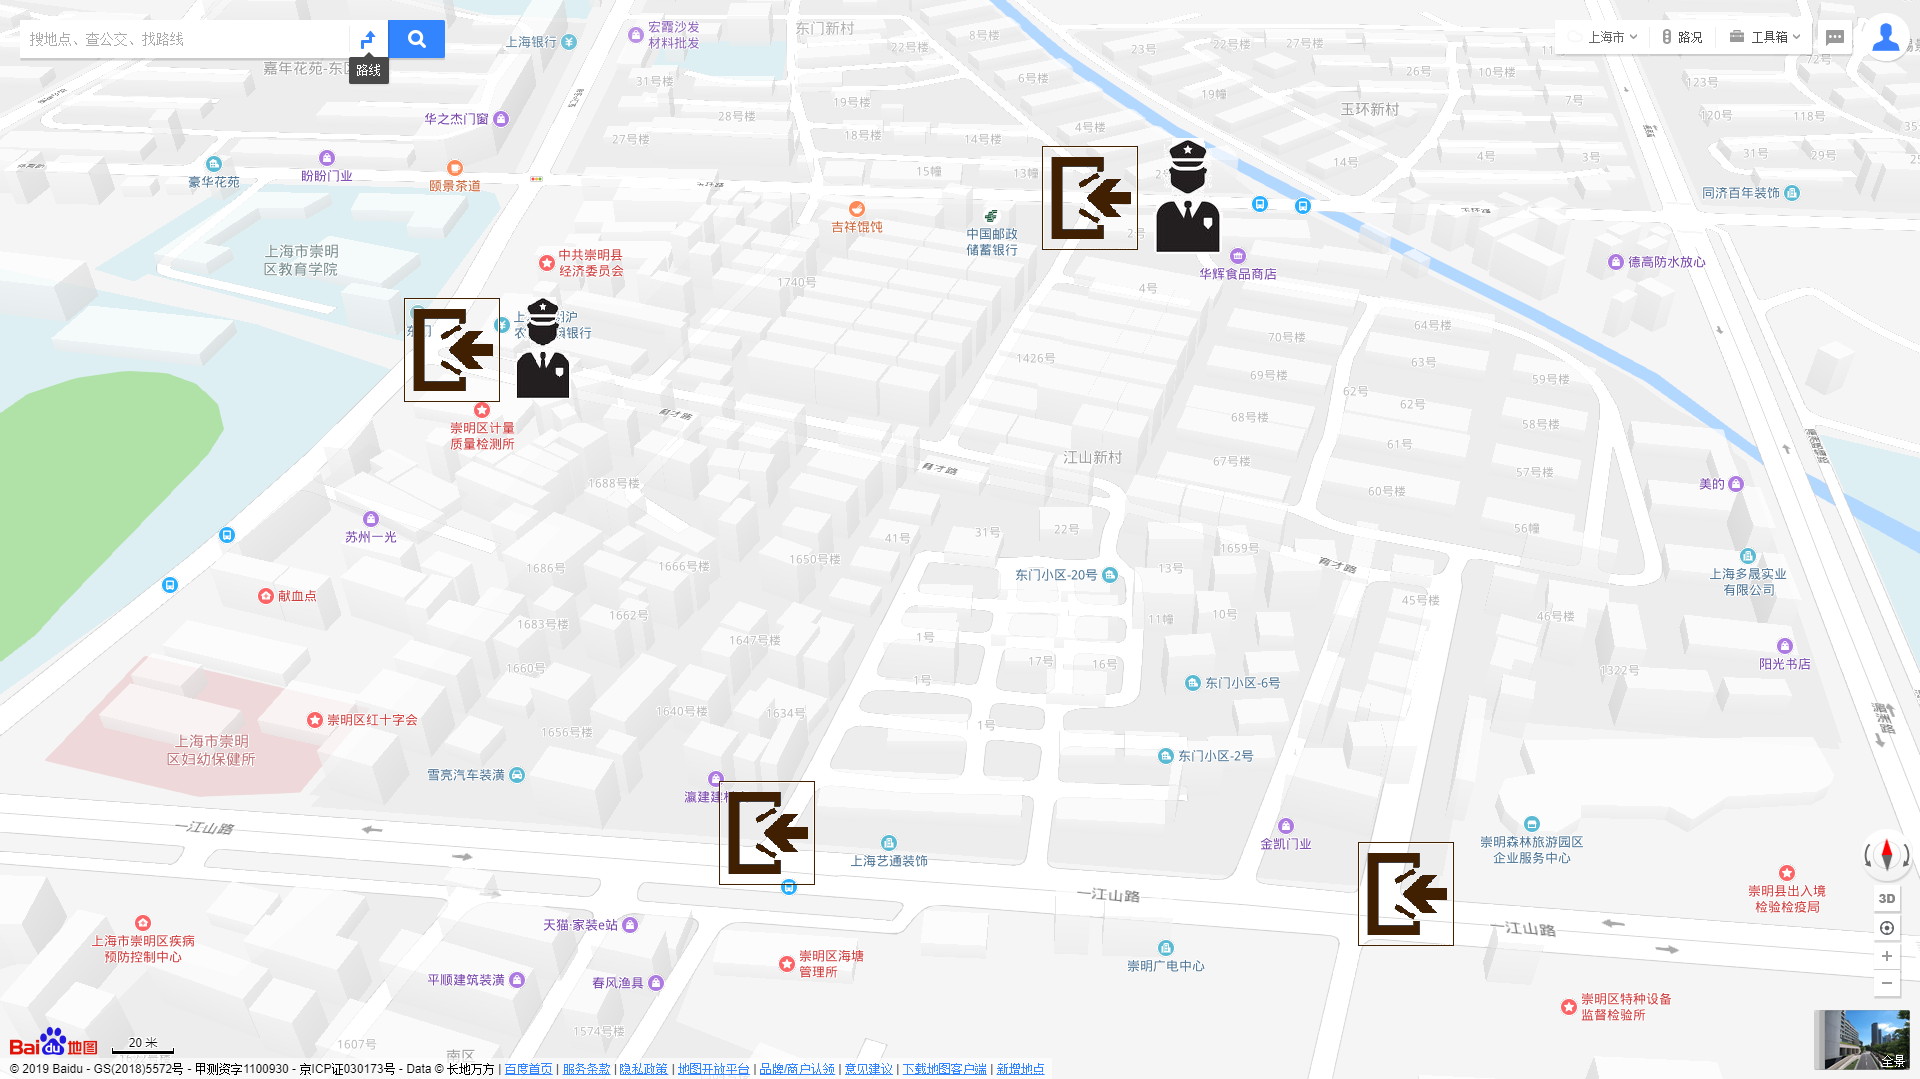 搜地点、查公交、找路线
路线
上海市
路况
工具箱
上海银行
宏霞沙发
材料批发
东门新村
嘉年花苑-东区
22号楼
8号楼
23号
22号楼
27号楼
26号
10号楼
72号
31号楼
6号楼
19幢
玉环新村
7号
123号
120号
118号
华之杰门窗
19号楼
28号楼
27号楼
18号楼
14号楼
4号楼
14号
4号
3号
31号
29号
豪华花苑
盼盼门业
颐景茶道
15幢
13幢
同济百年装饰
玉环路
玉环路
吉祥馄饨
中国邮政
储蓄银行
2号
华辉食品商店
德高防水放心
上海市崇明
区教育学院
中共崇明县
经济委员会
1740号
4号
64号楼
70号楼
1426号
63号
69号楼
62号
59号楼
62号
68号楼
58号楼
育才路
崇明区计量
质量检测所
61号
江山新村
67号楼
育才路
57号楼
1688号楼
60号楼
美的
苏州一光
41号
31号
22号
56幢
1659号
1650号楼
1666号楼
1686号
东门小区-20号
13号
育才路
上海多晟实业
有限公司
献血点
1662号
1683号楼
45号楼
46号楼
11幢
10号
1号
1647号楼
17号
16号
1322号
阳光书店
1660号
1号
东门小区-6号
1640号楼
1634号
崇明区红十字会
1656号楼
1号
上海市崇明
区妇幼保健所
东门小区-2号
雪亮汽车装潢
瀛建建材
一江山路
金凯门业
崇明森林旅游园区
企业服务中心
上海艺通装饰
一江山路
一江山路
崇明县出入境
检验检疫局
天猫·家装e站
上海市崇明区疾病
预防控制中心
崇明区海塘
管理所
崇明广电中心
平顺建筑装潢
春风渔具
崇明区特种设备
监督检验所
1574号楼
1607号
南区
3D
全景
Bai du 地图
20 米
© 2019 Baidu - GS(2018)5572号 - 甲测资字1100930 - 京ICP证030173号 - Data © 长地万方 | 百度首页 | 服务条款 | 隐私政策 | 地图开放平台 | 品牌/商户认领 | 意见建议 | 下载地图客户端 | 新增地点